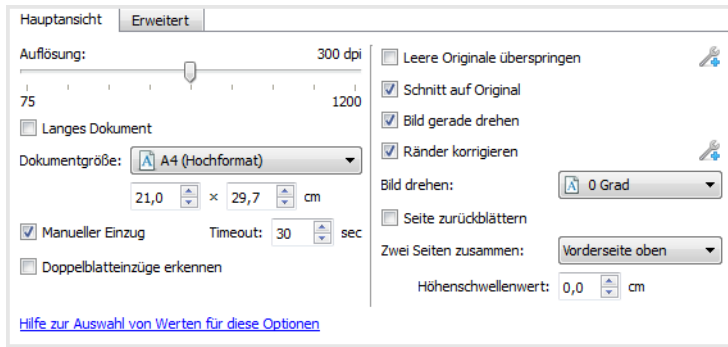 Hauptansicht Erweitert
Auflösung: 300 dpi
75 1200
Langes Dokument
Dokumentgröße: A A4 (Hochformat)
21,0 × 29,7 cm
Manueller Einzug Timeout: 30 sec
Doppelblatteinzüge erkennen
Hilfe zur Auswahl von Werten für diese Optionen
Leere Originale überspringen
Schnitt auf Original
Bild gerade drehen
Ränder korrigieren
Bild drehen: A 0 Grad
Seite zurückblättern
Zwei Seiten zusammen: Vorderseite oben
Höhenschwellenwert: 0,0 cm